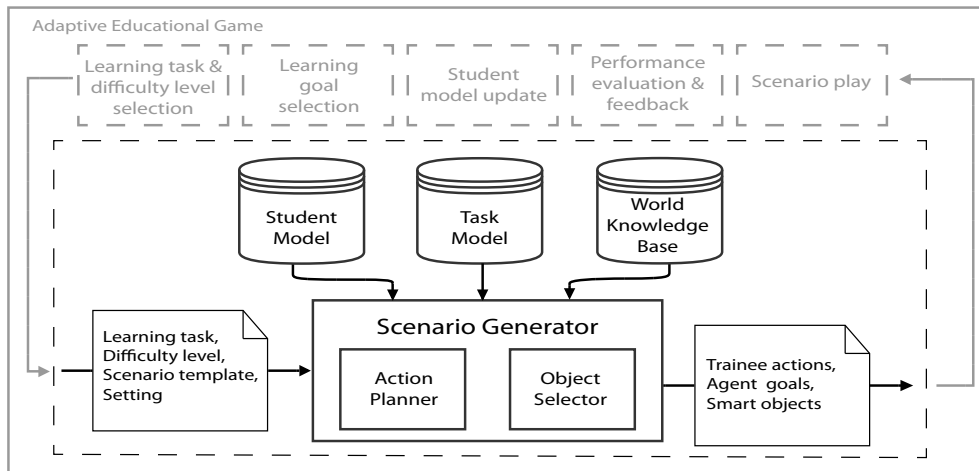 Adaptive Educational Game
Learning task &
difficulty level
selection
Learning
goal
selection
Student
model update
Performance
evaluation &
feedback
Scenario play
Student
Model
Task
Model
World
Knowledge
Base
Learning task,
Difficulty level,
Scenario template,
Setting
Scenario Generator
Action
Planner
Object
Selector
Trainee actions,
Agent goals,
Smart objects